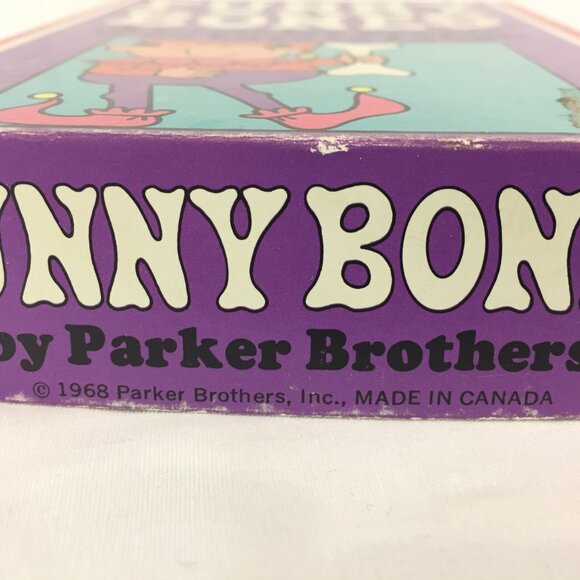 UNNY BON
by Parker Brothers
© 1968 Parker Brothers, Inc., MADE IN CANADA